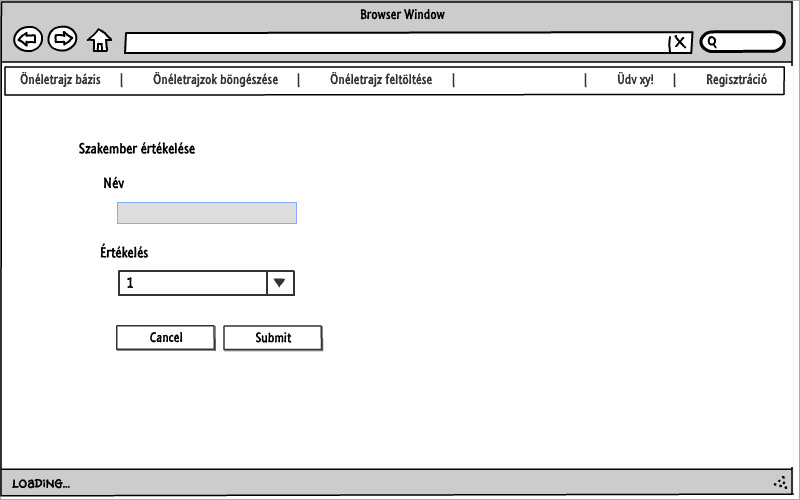 Browser Window
Önéletrajz bázis | Önéletrajzok böngészése | Önéletrajz feltöltése | | Üdv xy! | Regisztráció
Szakember értékelése
Név
Értékelés
1
Cancel Submit
LOADING...